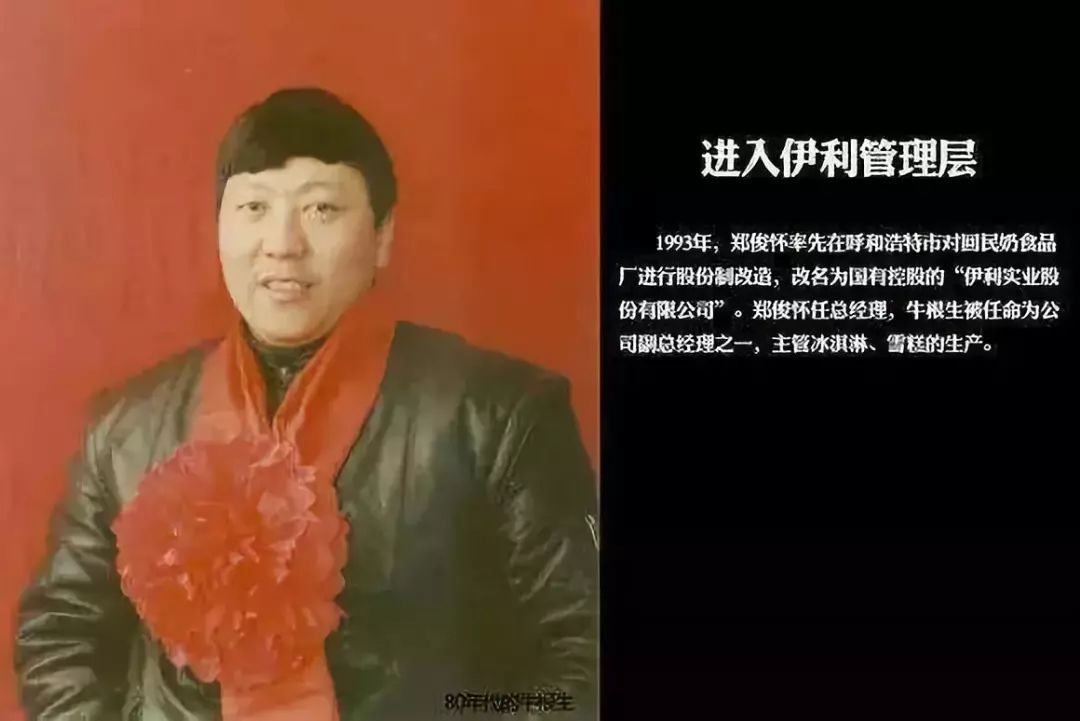 进入伊利管理层
1993年，郑俊怀率先在呼和浩特市对回民奶食品
厂进行股份制改造，改名为国有控股的“伊利实业股
份有限公司”。郑俊怀任总经理，牛根生被任命为公
司副总经理之一，主管冰淇淋、雪糕的生产。
80年代的牛根生